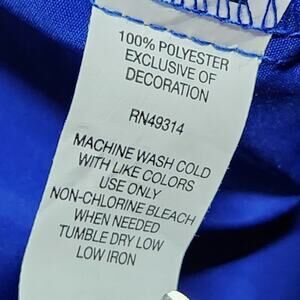 100% POLYESTER
EXCLUSIVE OF
DECORATION
RN49314
MACHINE WASH COLD
WITH LIKE COLORS
USE ONLY
NON-CHLORINE BLEACH
WHEN NEEDED
TUMBLE DRY LOW
LOW IRON